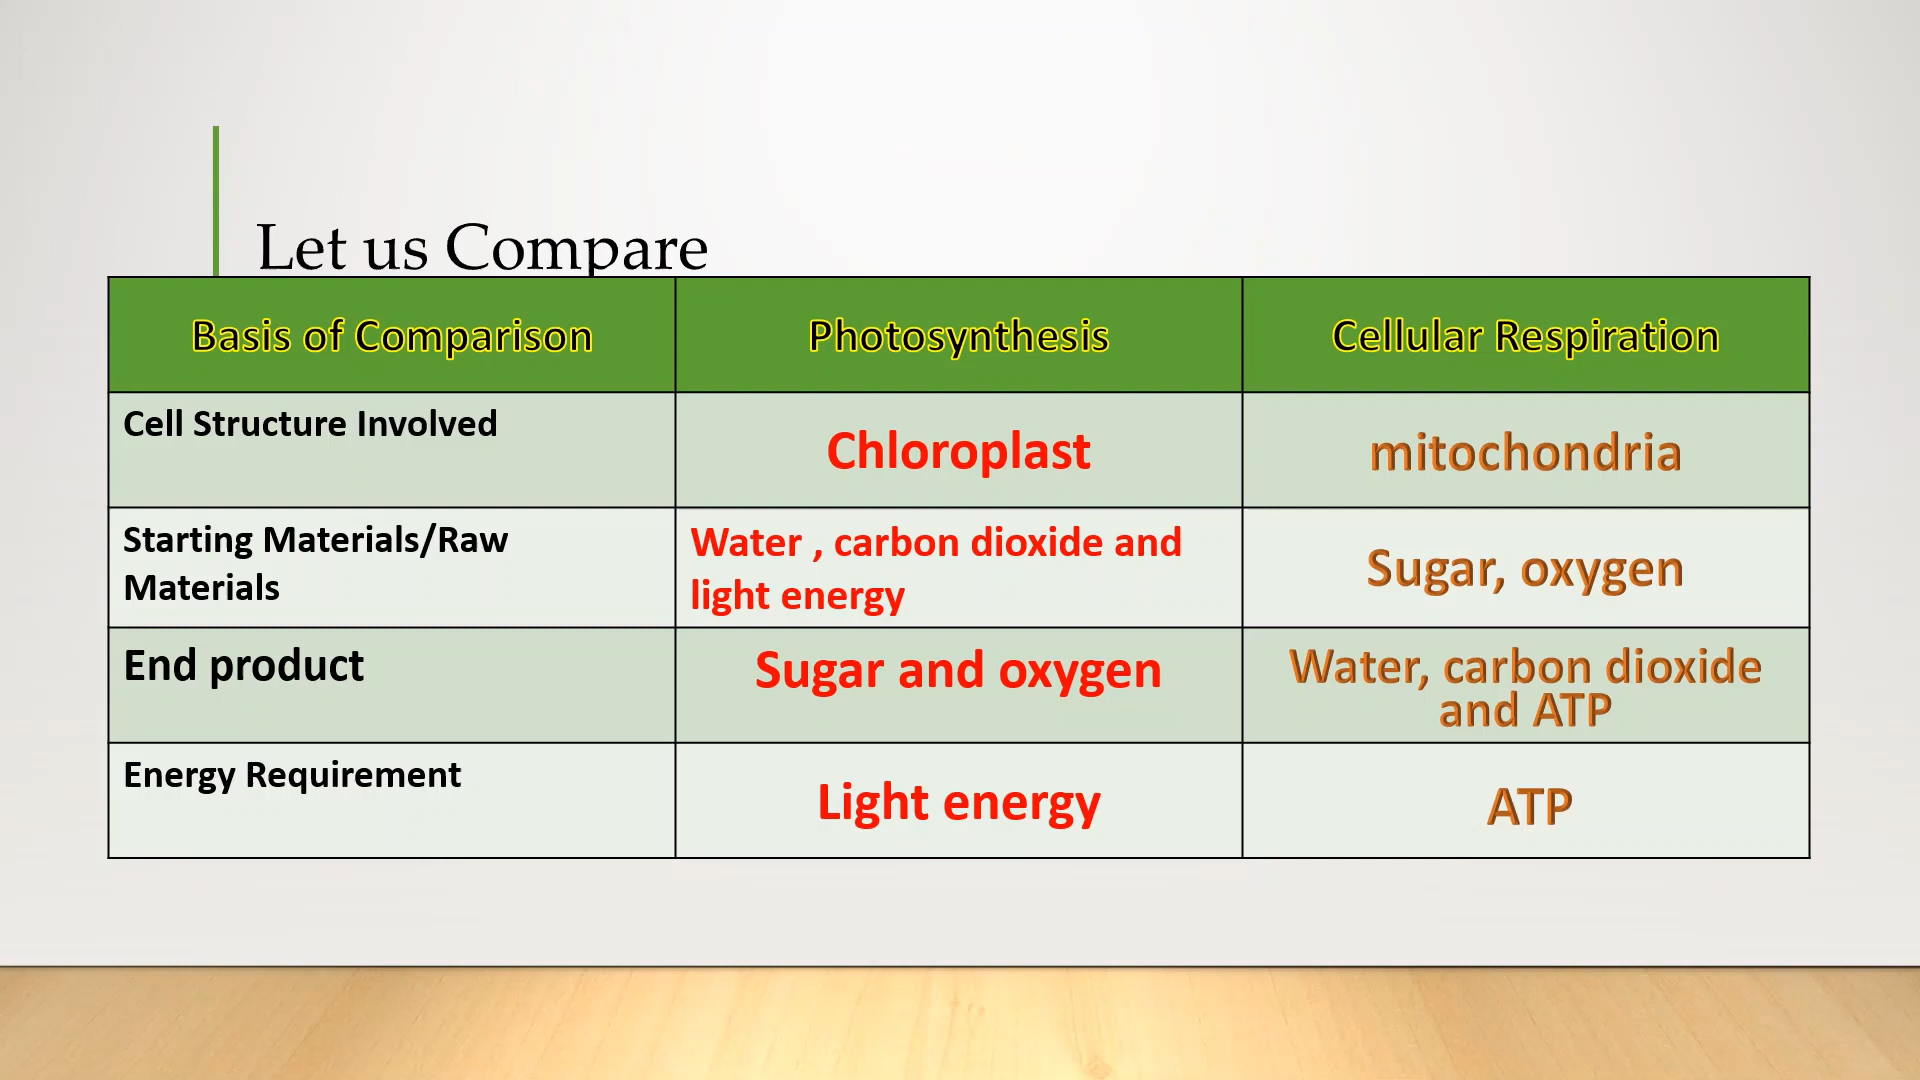 Let us Compare
Basis of Comparison
Photosynthesis
Cellular Respiration
Cell Structure Involved
Chloroplast
mitochondria
Starting Materials/Raw
Materials
Water , carbon dioxide and
light energy
Sugar, oxygen
End product
Sugar and oxygen
Water, carbon dioxide
and ATP
Energy Requirement
Light energy
ATP